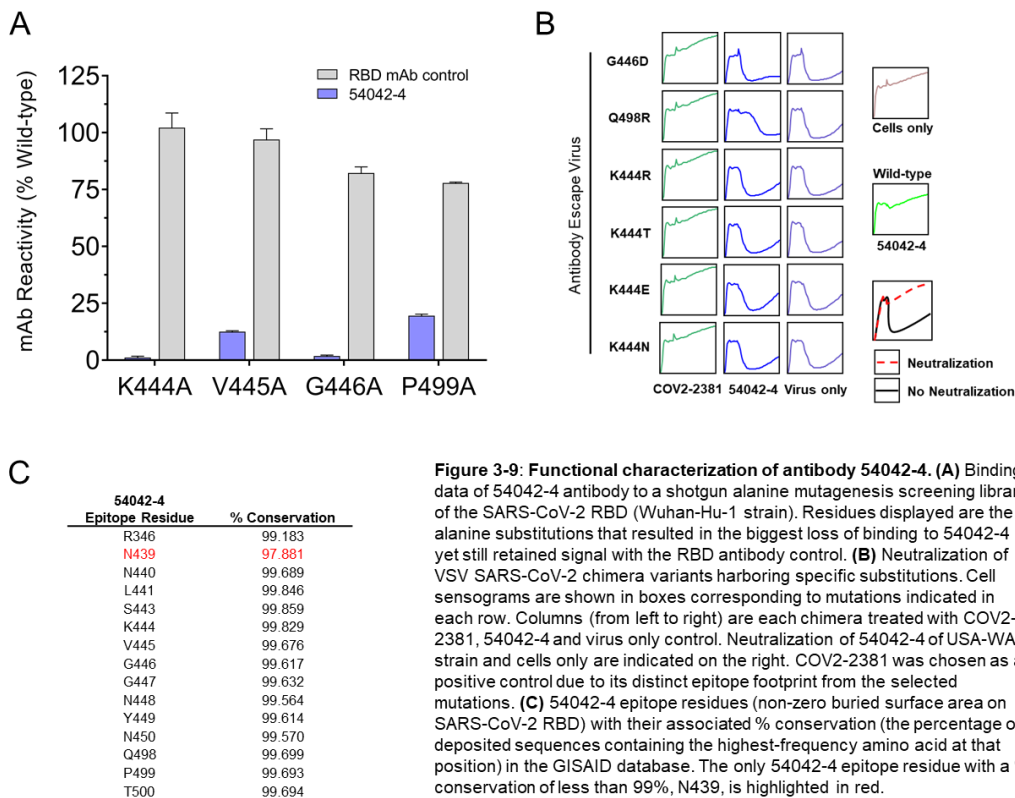 A
125
100
75
50
25
0
mAb Reactivity (% Wild-type)
RBD mAb control
54042-4
K444A V445A G446A P499A
B
Antibody Escape Virus
G446D
Q498R
K444R
K444T
K444E
K444N
COV2-2381 54042-4 Virus only
Cells only
Wild-type
54042-4
Neutralization
No Neutralization
C
54042-4
Epitope Residue % Conservation
R346 99.183
N439 97.881
N440 99.689
L441 99.846
S443 99.859
K444 99.829
V445 99.676
G446 99.617
G447 99.632
N448 99.564
Y449 99.614
N450 99.570
Q498 99.699
P499 99.693
T500 99.694
Figure 3-9: Functional characterization of antibody 54042-4. (A) Binding
data of 54042-4 antibody to a shotgun alanine mutagenesis screening
of the SARS-CoV-2 RBD (Wuhan-Hu-1 strain). Residues displayed are the
alanine substitutions that resulted in the biggest loss of binding to 54042-4
yet still retained signal with the RBD antibody control. (B) Neutralization of
VSV SARS-CoV-2 chimera variants harboring specific substitutions. Cell
sensograms are shown in boxes corresponding to mutations indicated in
each row. Columns (from left to right) are each chimera treated with COV2-
2381, 54042-4 and virus only control. Neutralization of 54042-4 of USA-WA
strain and cells only are indicated on the right. COV2-2381 was chosen as
positive control due to its distinct epitope footprint from the selected
mutations. (C) 54042-4 epitope residues (non-zero buried surface area on
SARS-CoV-2 RBD) with their associated % conservation (the percentage
deposited sequences containing the highest-frequency amino acid at that
position) in the GISAID database. The only 54042-4 epitope residue with a
conservation of less than 99%, N439, is highlighted in red.